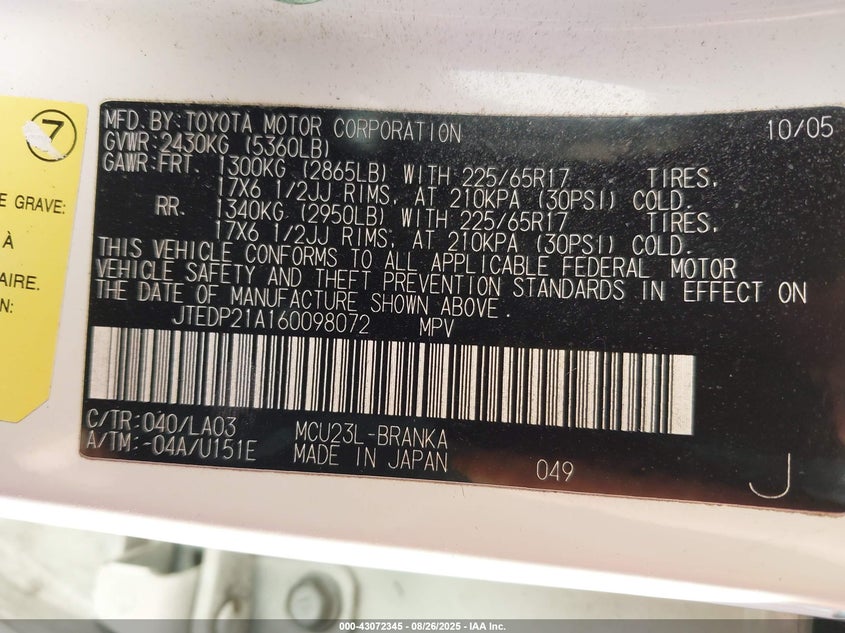 7
E GRAVE:
À
AIRE.
N:
MFD. BY: TOYOTA MOTOR CORPORATION 10/05
GVWR: 2430KG (5360LB)
GAWR: FRT. 1300KG (2865LB) WITH 225/65R17 TIRES,
17X6 1/2JJ RIMS, AT 210KPA (30PSI) COLD.
RR. 1340KG (2950LB) WITH 225/65R17 TIRES,
17X6 1/2JJ RIMS, AT 210KPA (30PSI) COLD.
THIS VEHICLE CONFORMS TO ALL APPLICABLE FEDERAL MOTOR
VEHICLE SAFETY AND THEFT PREVENTION STANDARDS IN EFFECT ON
THE DATE OF MANUFACTURE SHOWN ABOVE.
JTEDP21A160098072 MPV
C/TR: 040/LA03 MCU23L-BRANKA
A/TM: -04A/U151E MADE IN JAPAN 049 J
000-43072345 - 08/26/2025 - IAA Inc.